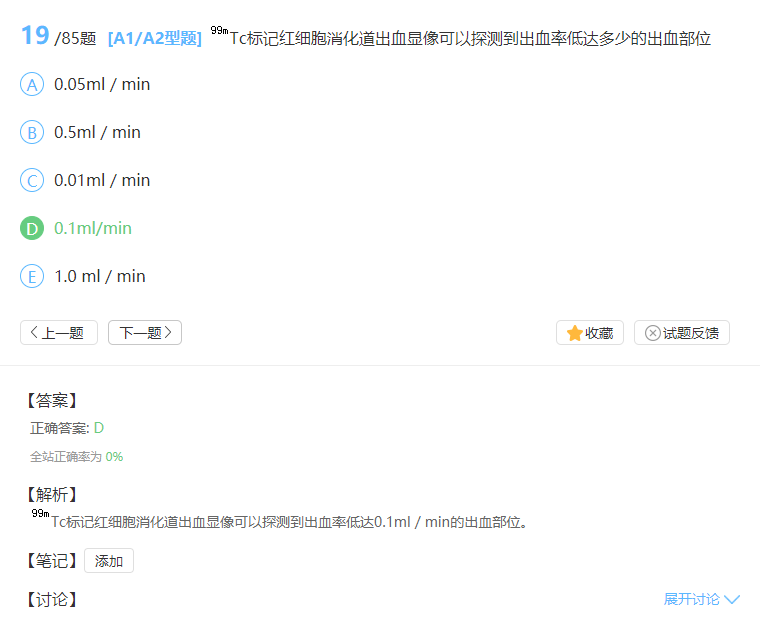 19 /85题 [A1/A2型题] 99mTc标记红细胞消化道出血显像可以探测到出血率低达多少的出血部位
A 0.05ml / min
B 0.5ml / min
C 0.01ml / min
D 0.1ml/min
E 1.0 ml / min
上一题 下一题 收藏 试题反馈
【答案】
正确答案: D
全站正确率为 0%
【解析】
99mTc标记红细胞消化道出血显像可以探测到出血率低达0.1ml / min的出血部位。
【笔记】 添加
【讨论】 展开讨论